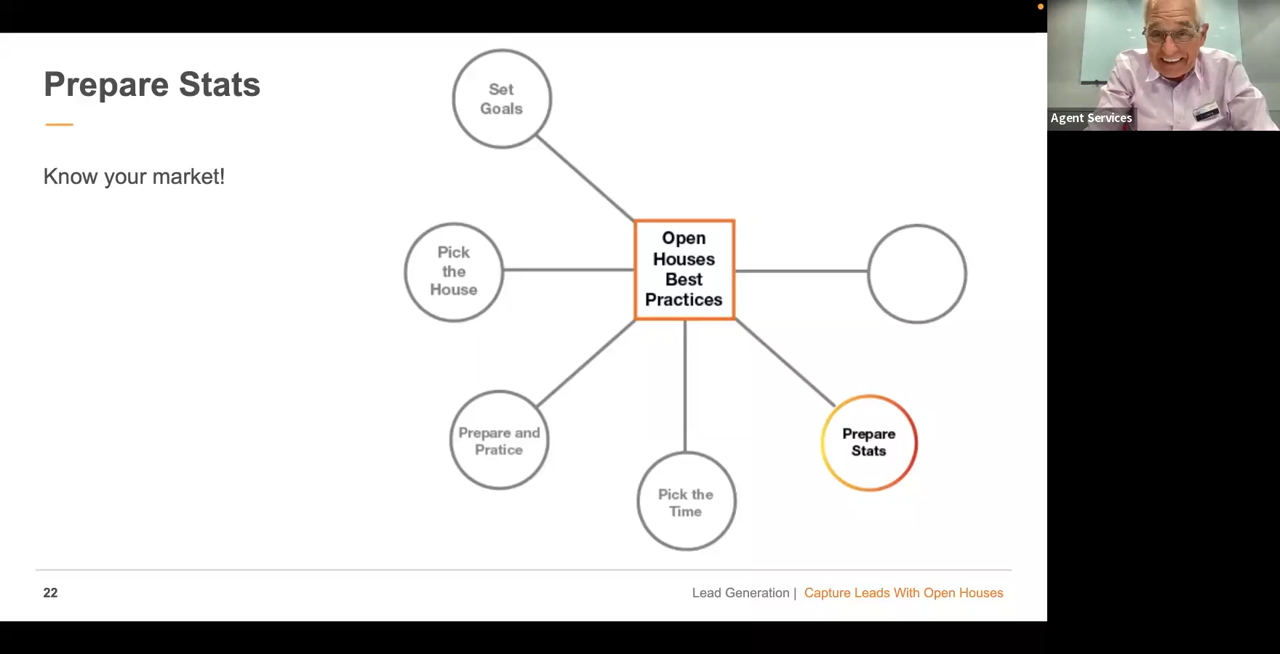 Prepare Stats
Know your market!
Set
Goals
Pick
the
House
Prepare and
Pratice
Pick the
Time
Prepare
Stats
Open
Houses
Best
Practices
22
Lead Generation | Capture Leads With Open Houses
Agent Services